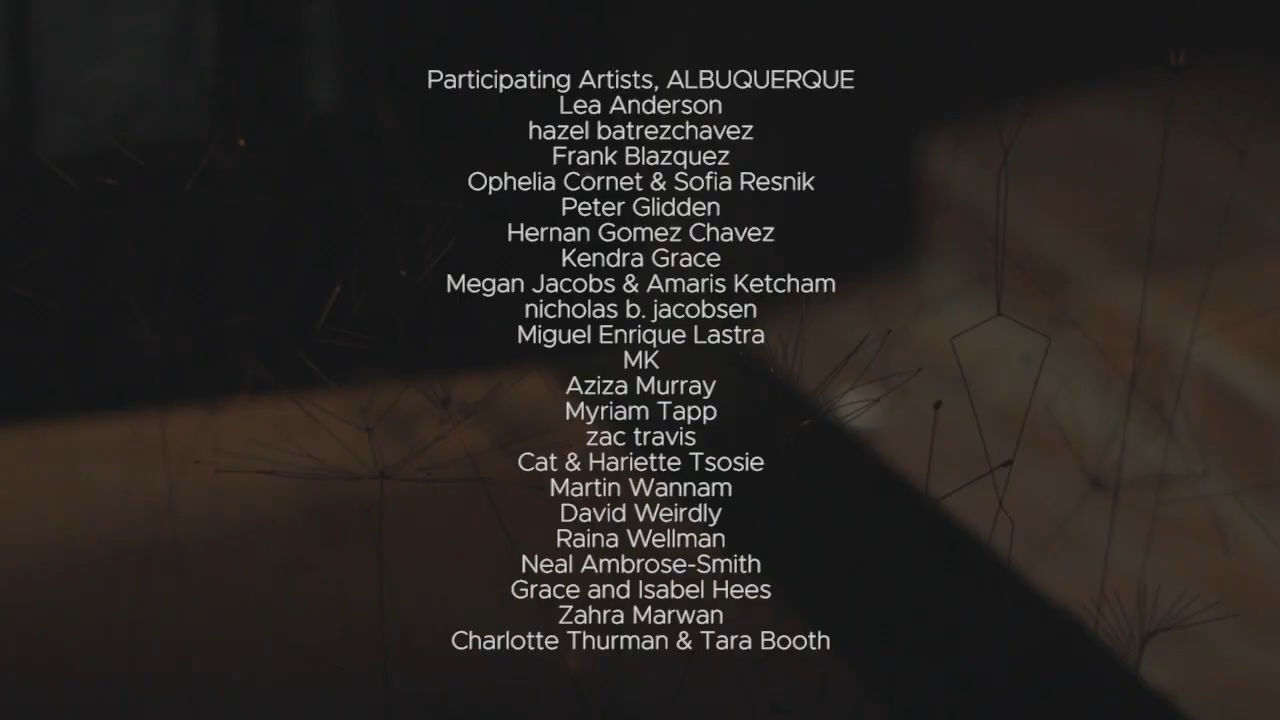 Participating Artists, ALBUQUERQUE
Lea Anderson
hazel batrezchavez
Frank Blazquez
Ophelia Cornet & Sofia Resnik
Peter Glidden
Hernan Gomez Chavez
Kendra Grace
Megan Jacobs & Amaris Ketcham
nicholas b. jacobsen
Miguel Enrique Lastra
MK
Aziza Murray
Myriam Tapp
zac travis
Cat & Hariette Tsosie
Martin Wannam
David Weirdly
Raina Wellman
Neal Ambrose-Smith
Grace and Isabel Hees
Zahra Marwan
Charlotte Thurman & Tara Booth